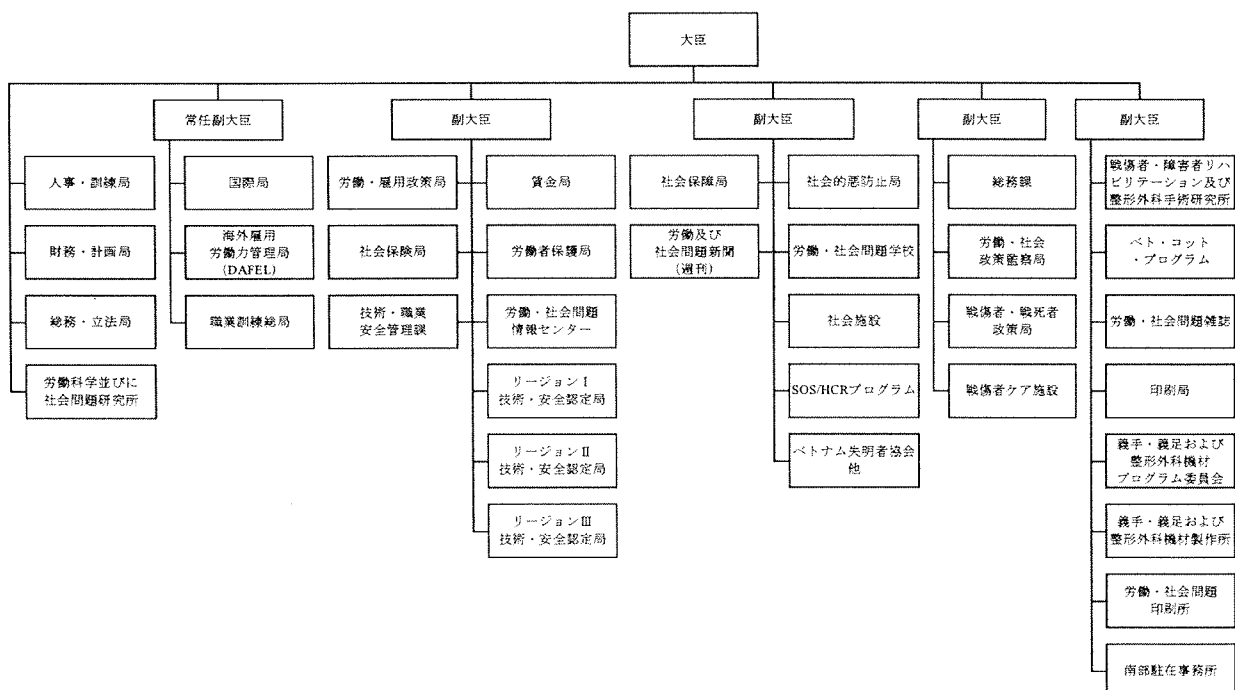 大臣
常任副大臣
副大臣
副大臣
副大臣
副大臣
人事・訓練局
財務・計画局
総務・立法局
労働科学並びに
社会問題研究所
国際局
海外雇用
労働力管理局
(DAFEL)
職業訓練総局
労働・雇用政策局
社会保険局
技術・職業
安全管理課
賃金局
労働者保護局
労働・社会問題
情報センター
リージョンⅠ
技術・安全認定局
リージョンⅡ
技術・安全認定局
リージョンⅢ
技術・安全認定局
社会保障局
労働及び
社会問題新聞
(週刊)
社会的悪防止局
労働・社会問題学校
社会施設
SOS/HCRプログラム
ベトナム失明者協会
他
総務課
労働・社会
政策監察局
戦傷者・戦死者
政策局
戦傷者ケア施設
戦傷者・障害者リハ
ビリテーション及び
整形外科手術研究所
ベト・コット
・プログラム
労働・社会問題雑誌
印刷局
義手・義足および
整形外科機材
プログラム委員会
義手・義足および
整形外科機材製作所
労働・社会問題
印刷所
南部駐在事務所